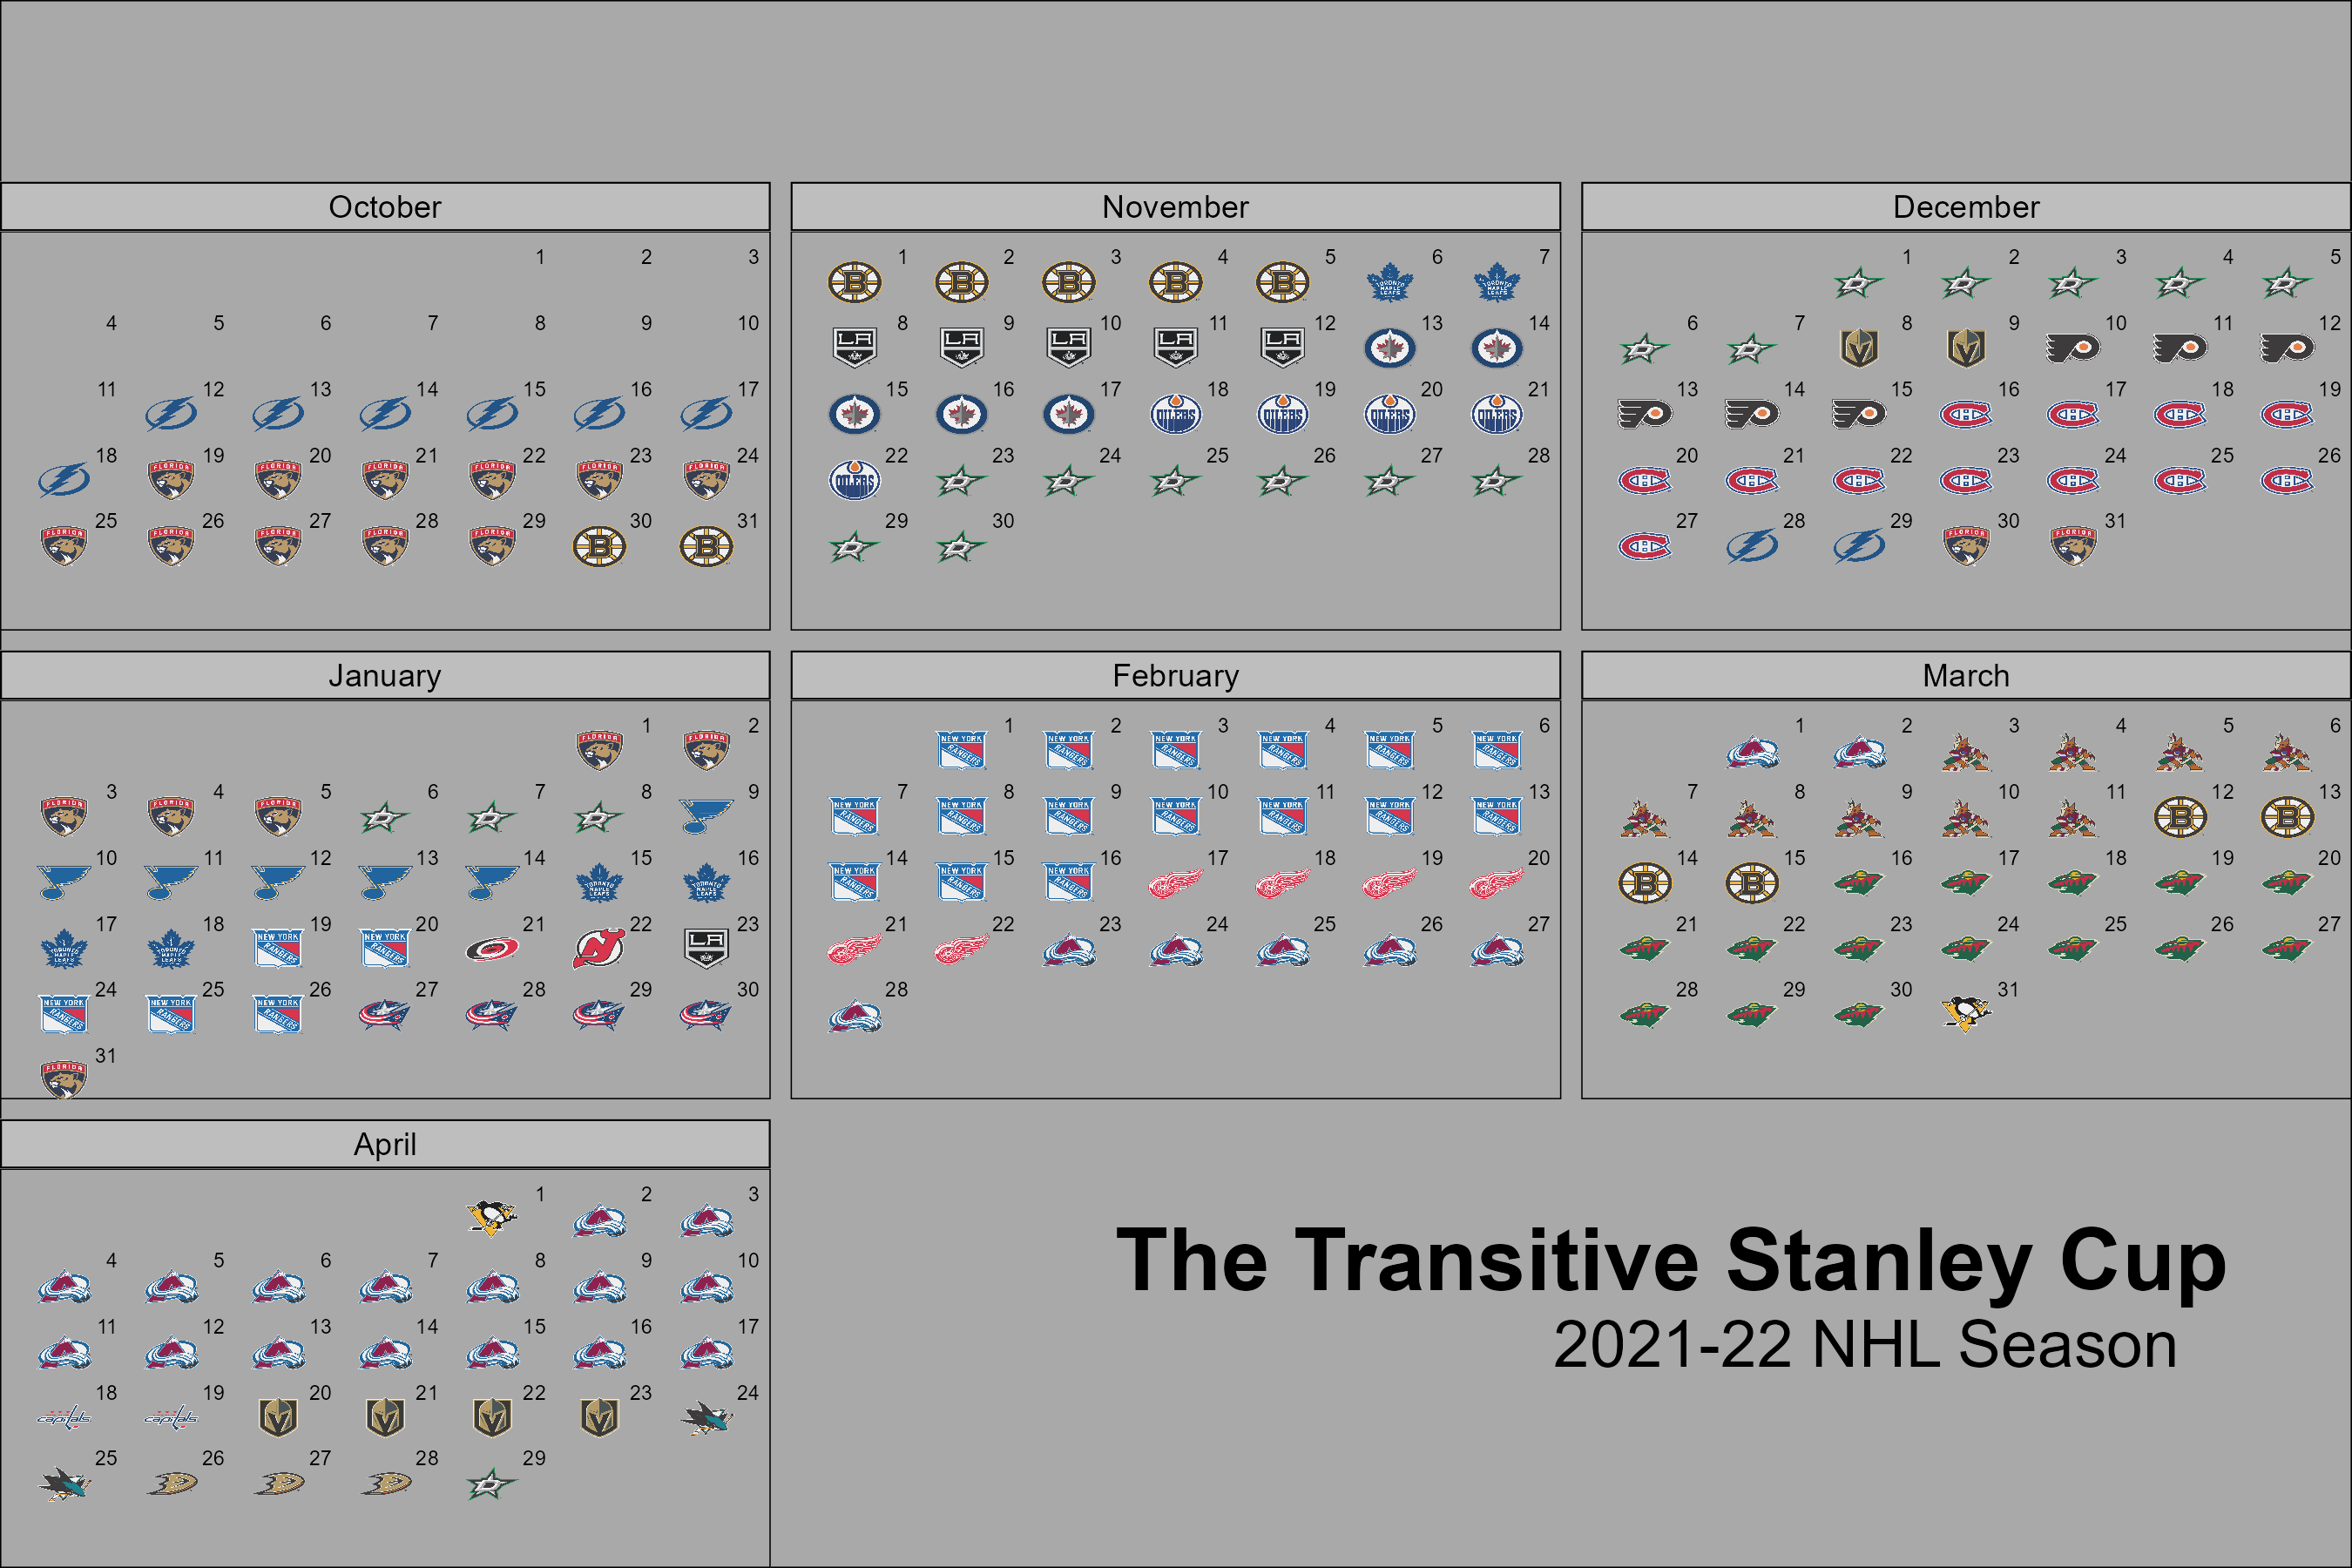 October
November
December
1 2 3
4 5 6 7 8 9 10
11 12 13 14 15 16 17
18 19 20 21 22 23 24
25 26 27 28 29 30 31
1 2 3 4 5 6 7
8 9 10 11 12 13 14
15 16 17 18 19 20 21
22 23 24 25 26 27 28
29 30
1 2 3 4 5
6 7 8 9 10 11 12
13 14 15 16 17 18 19
20 21 22 23 24 25 26
27 28 29 30 31
January
February
March
1 2
3 4 5 6 7 8 9
10 11 12 13 14 15 16
17 18 19 20 21 22 23
24 25 26 27 28 29 30
31
1 2 3 4 5 6
7 8 9 10 11 12 13
14 15 16 17 18 19 20
21 22 23 24 25 26 27
28
1 2 3 4 5 6
7 8 9 10 11 12 13
14 15 16 17 18 19 20
21 22 23 24 25 26 27
28 29 30 31
April
1 2 3
4 5 6 7 8 9 10
11 12 13 14 15 16 17
18 19 20 21 22 23 24
25 26 27 28 29
The Transitive Stanley Cup
2021-22 NHL Season